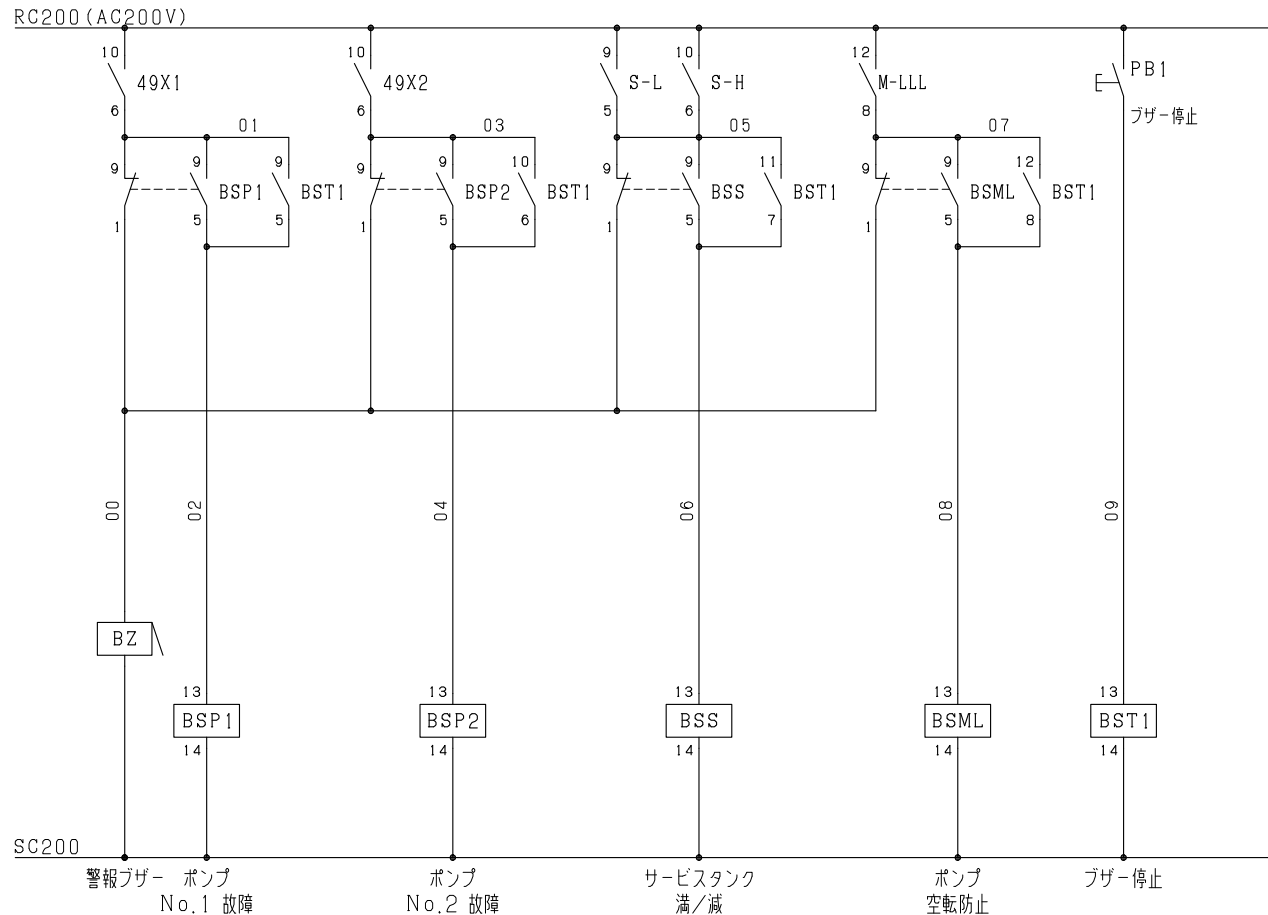 RC200(AC200V)
10 10 9 10 12
49X1 49X2 S-L S-H M-LLL PB1
6 6 5 6 8 ブザー停止
01 03 05 07
9 9 9 9 9 10 9 9 11 9 9 12
BSP1 BST1 BSP2 BST1 BSS BST1 BSML BST1
1 5 5 1 5 6 1 5 7 1 5 8
00 02 04 06 08 09
BZ
13 13 13 13 13
BSP1 BSP2 BSS BSML BST1
14 14 14 14 14
SC200
警報ブザー ポンプ ポンプ サービスタンク ポンプ ブザー停止
No.1 故障 No.2 故障 満/減 空転防止